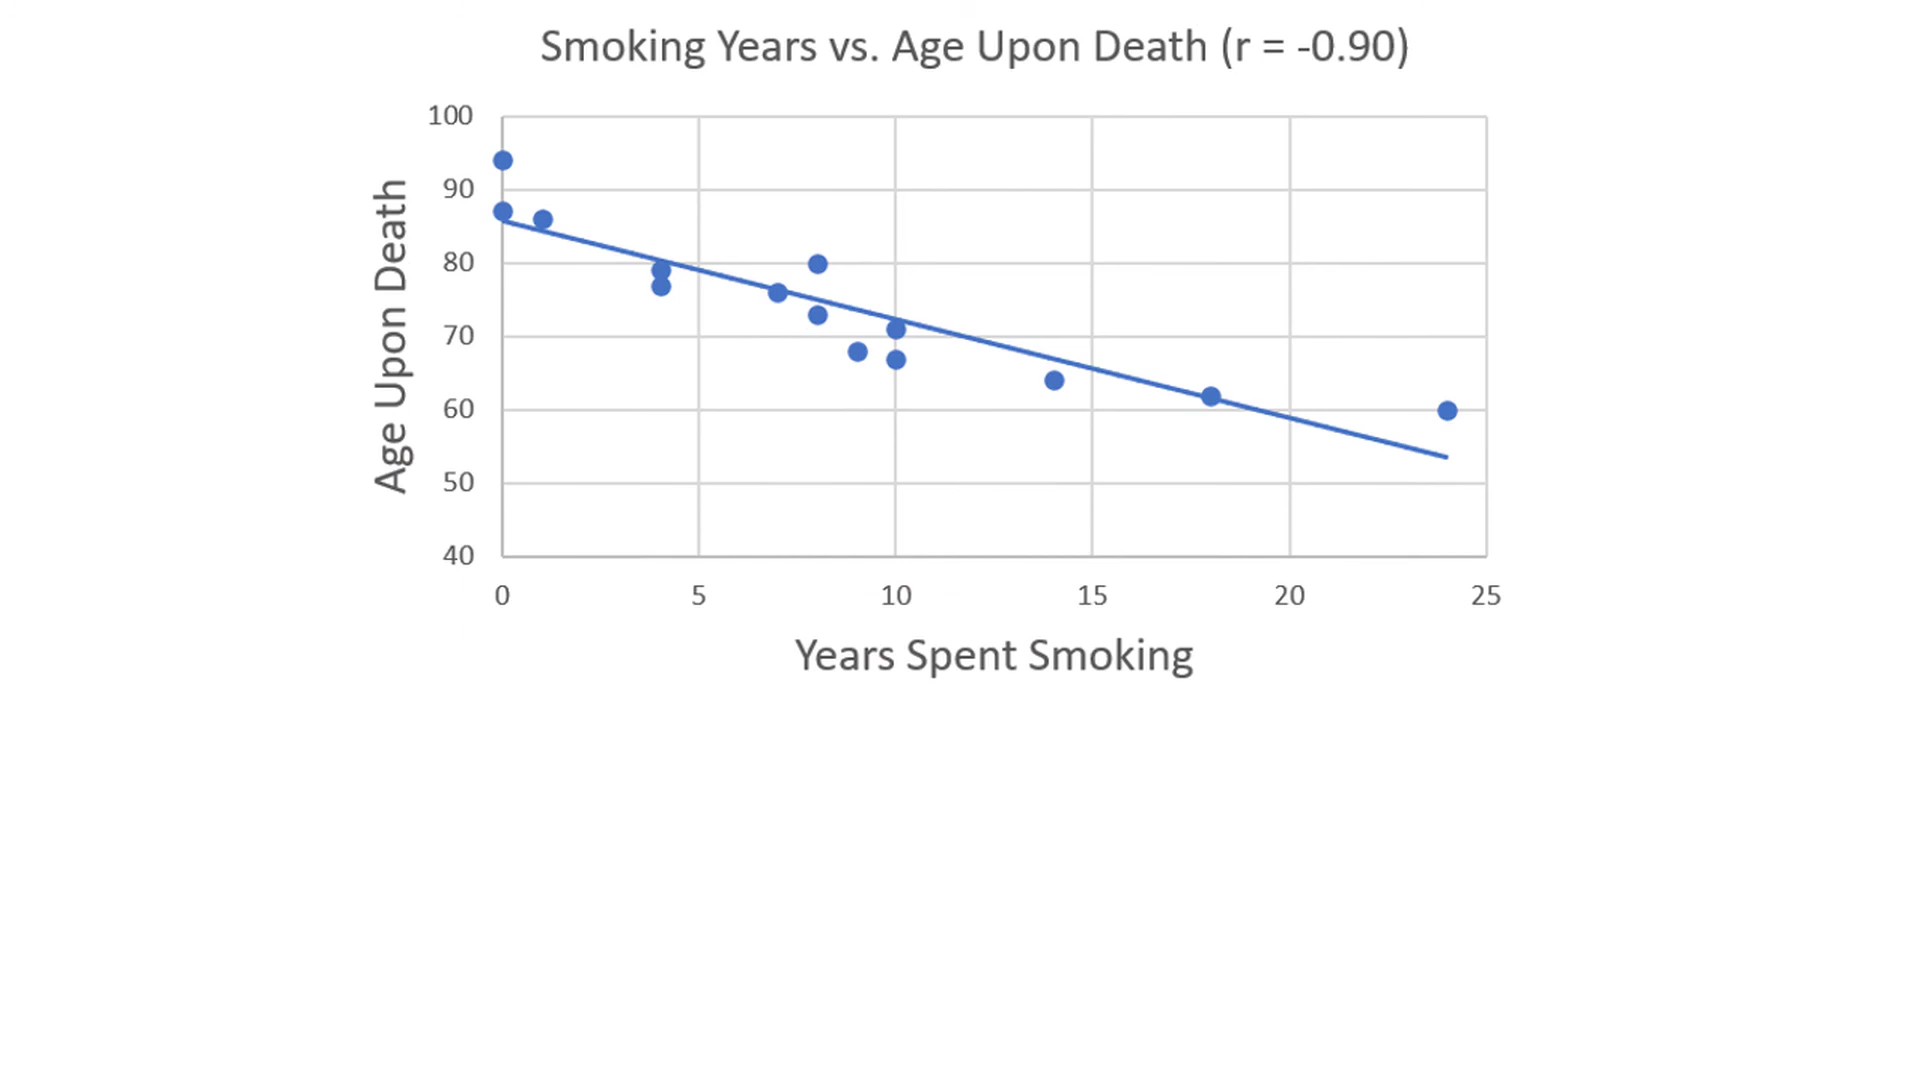 Smoking Years vs. Age Upon Death (r = -0.90)
Age Upon Death
100
90
80
70
60
50
40
0 5 10 15 20 25
Years Spent Smoking